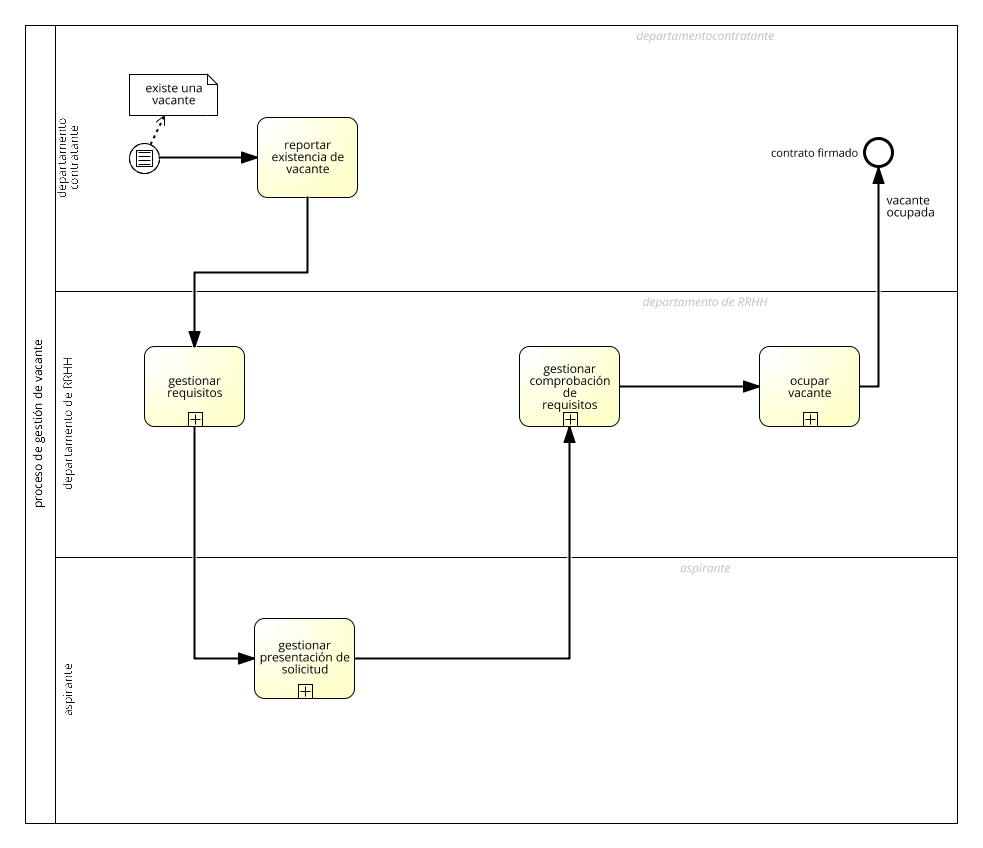 proceso de gestión de vacante
departamento
contratante
departamentocontratante
existe una
vacante
reportar
existencia de
vacante
contrato firmado
vacante
ocupada
departamento de RRHH
departamento de RRHH
gestionar
requisitos
gestionar
comprobación
de
requisitos
ocupar
vacante
aspirante
aspirante
gestionar
presentación de
solicitud